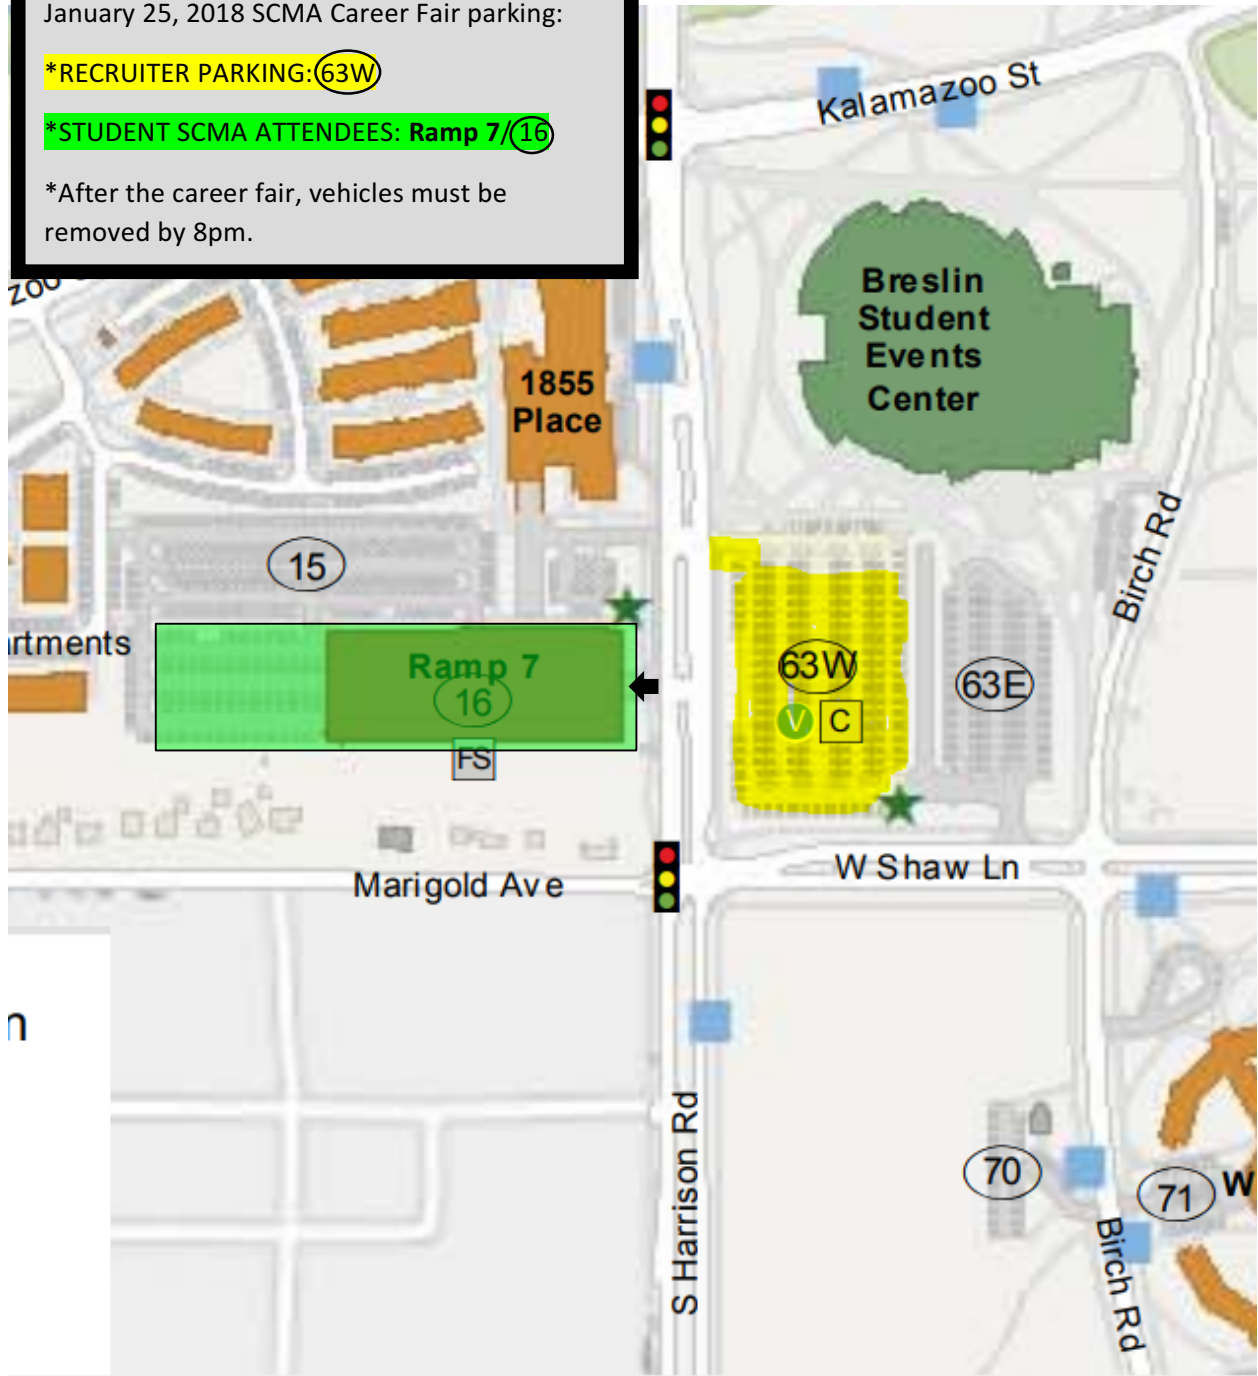 January 25, 2018 SCMA Career Fair parking:
*RECRUITER PARKING: 63W
*STUDENT SCMA ATTENDEES: Ramp 7/ 16
*After the career fair, vehicles must be
removed by 8pm.
Kalamazoo St
zoo
Breslin
Student
Events
Center
1855
Place
15
Birch Rd
rtments
Ramp 7
16
FS
63W
V C
63E
Marigold Ave
W Shaw Ln
n
S Harrison Rd
70
71
W
Birch Rd